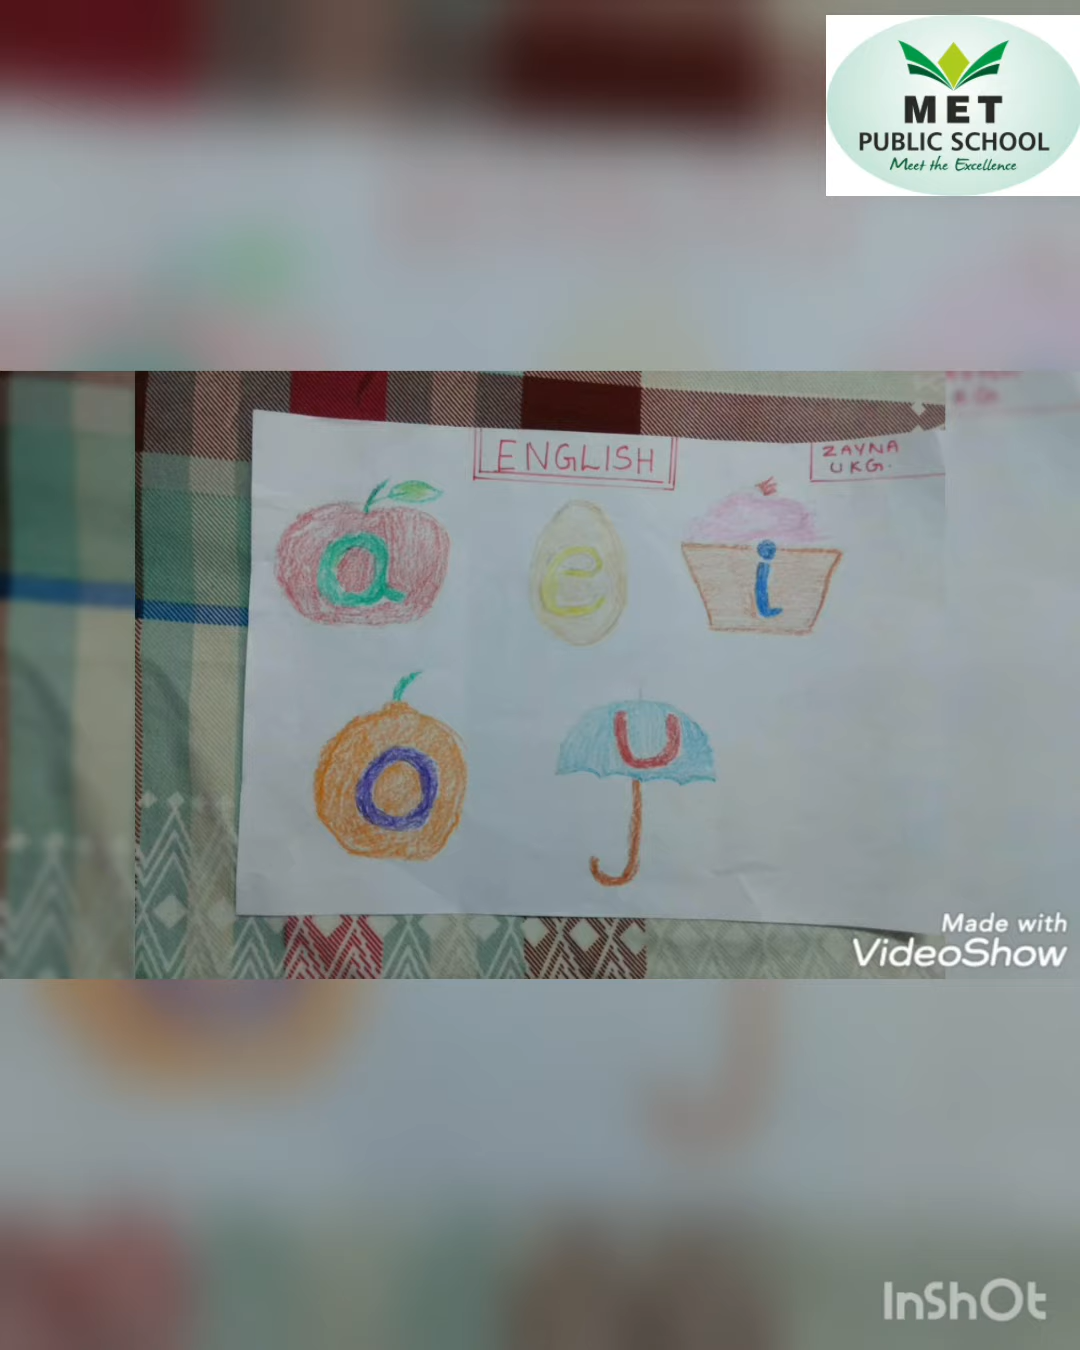 MET
PUBLIC SCHOOL
Meet the Excellence
ENGLISH
ZAYNA
UKG.
a
e
i
o
u
Made with
VideoShow
InShOt